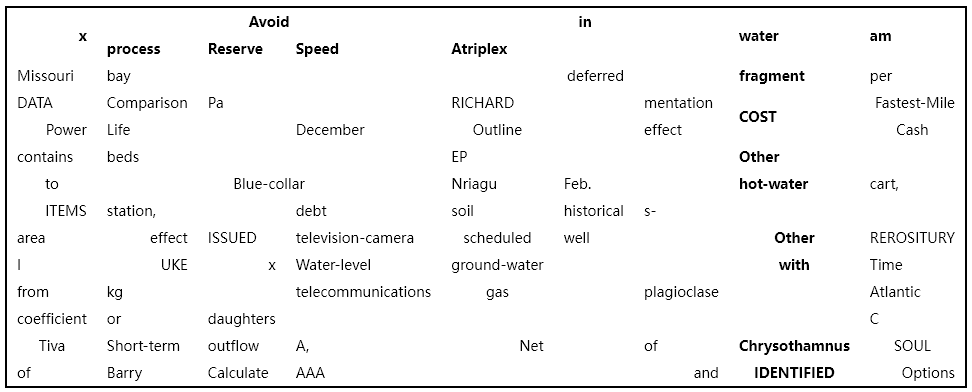 Avoid in
x water am
process Reserve Speed Atriplex
Missouri bay deferred fragment per
DATA Comparison Pa RICHARD mentation Fastest-Mile
COST
Power Life December Outline effect Cash
contains beds EP Other
to Blue-collar Nriagu Feb. hot-water cart,
ITEMS station, debt soil historical s-
area effect ISSUED television-camera scheduled well Other REROSITURY
I UKE x Water-level ground-water with Time
from kg telecommunications gas plagioclase Atlantic
coefficient or daughters C
Tiva Short-term outflow A, Net of Chrysothamnus SOUL
of Barry Calculate AAA and IDENTIFIED Options